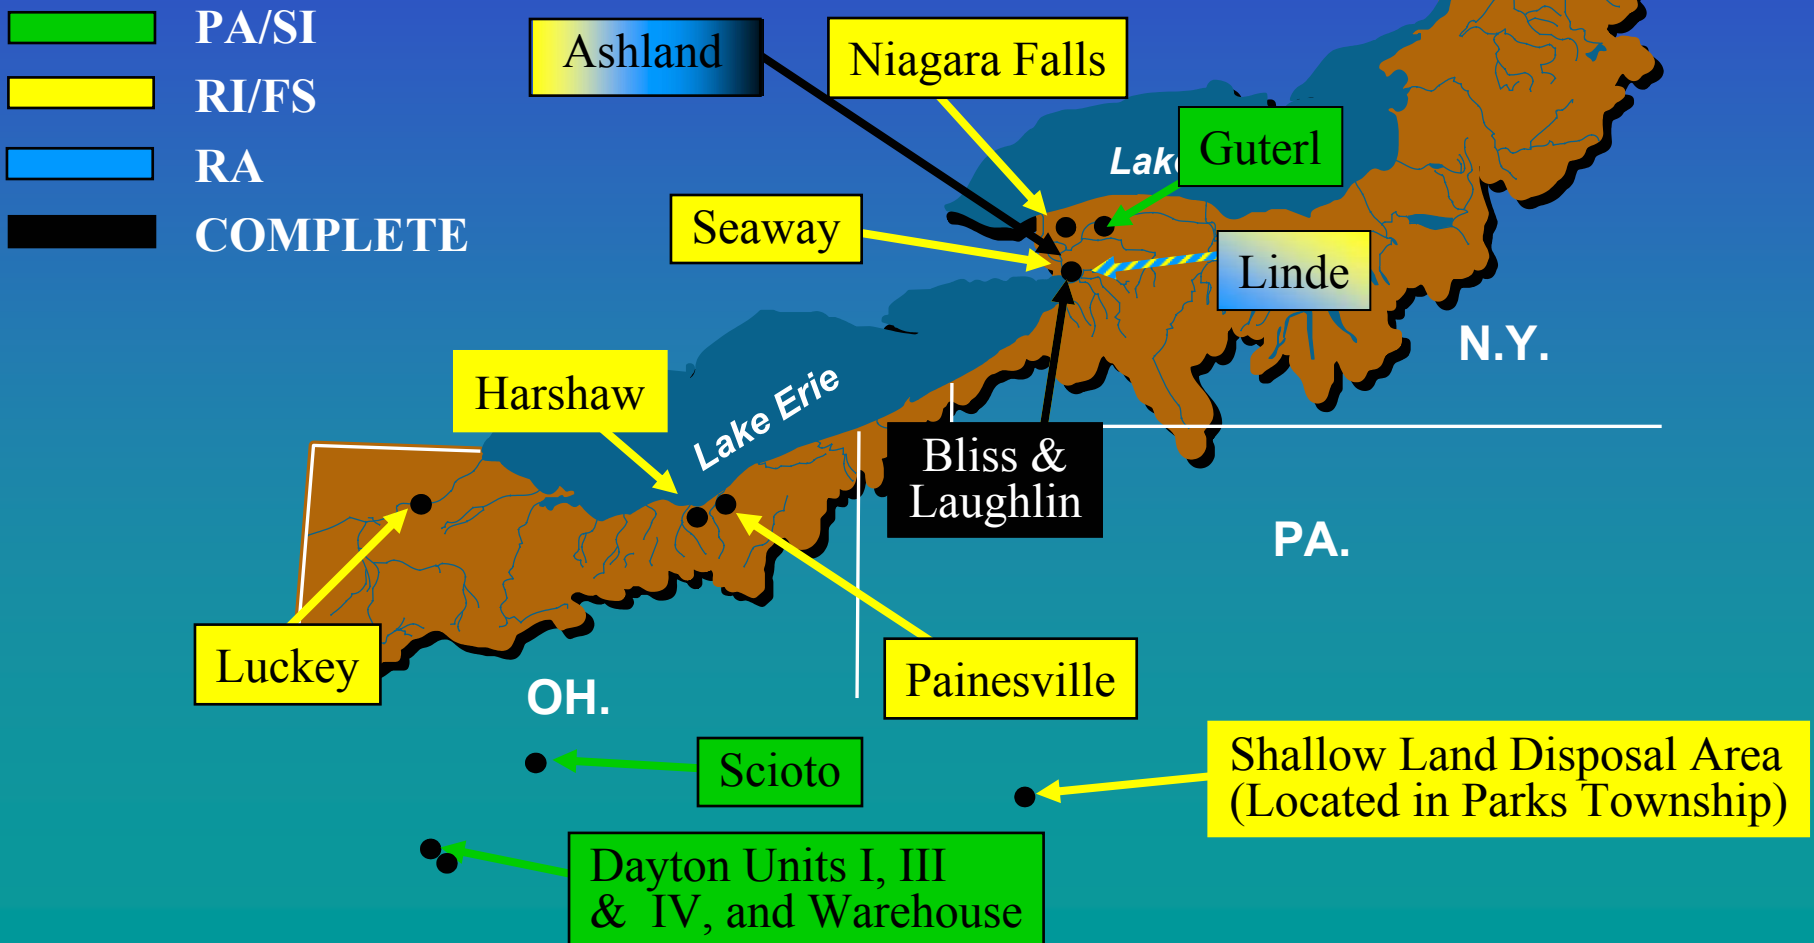 PA/SI
RI/FS
RA
COMPLETE
Ashland
Niagara Falls
Guterl
Lake
Seaway
Linde
N.Y.
Harshaw
Lake Erie
Bliss &
Laughlin
PA.
Luckey
OH.
Painesville
Scioto
Shallow Land Disposal Area
(Located in Parks Township)
Dayton Units I, III
& IV, and Warehouse